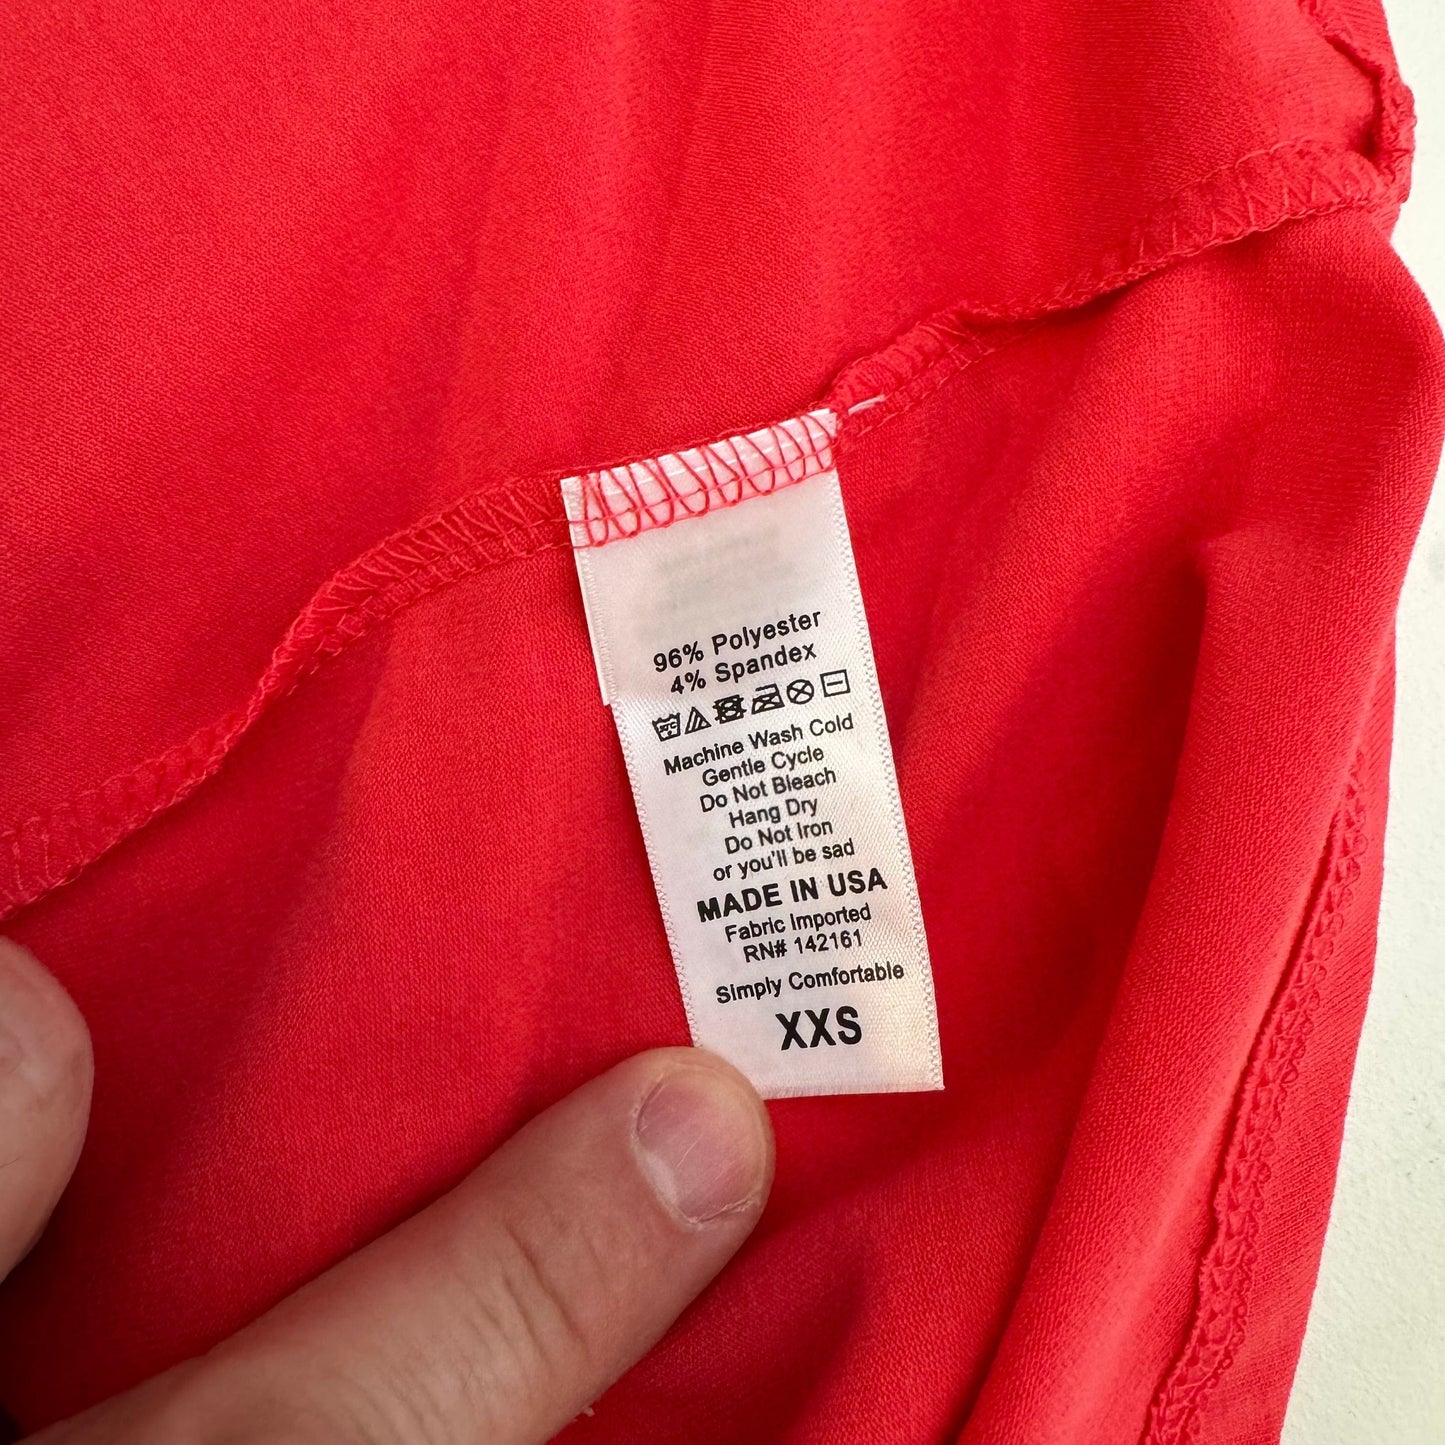 96% Polyester
4% Spandex
Machine Wash Cold
Gentle Cycle
Do Not Bleach
Hang Dry
Do Not Iron
or you'll be sad
MADE IN USA
Fabric Imported
RN# 142161
Simply Comfortable
XXS